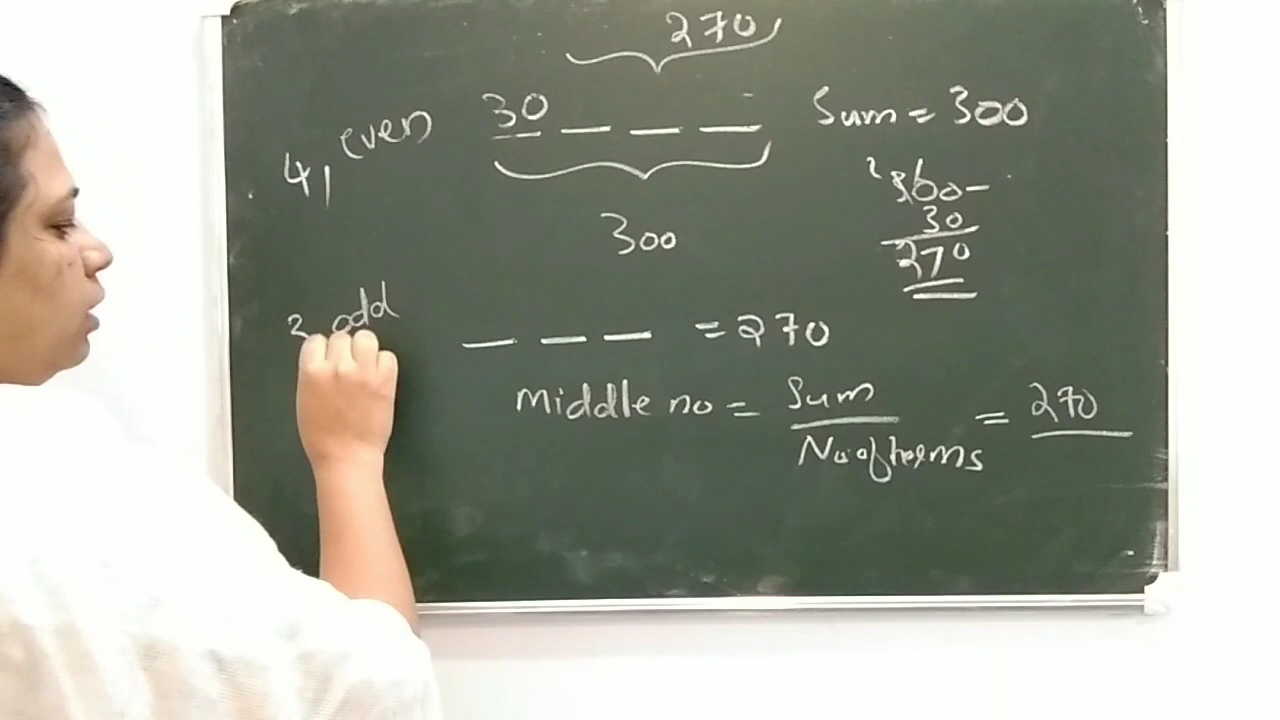 270
4, even 30 _ _ _ Sum = 300
300
2 300 -
30
270
3 odd _ _ _ = 270
Middle no = Sum / No of terms = 270